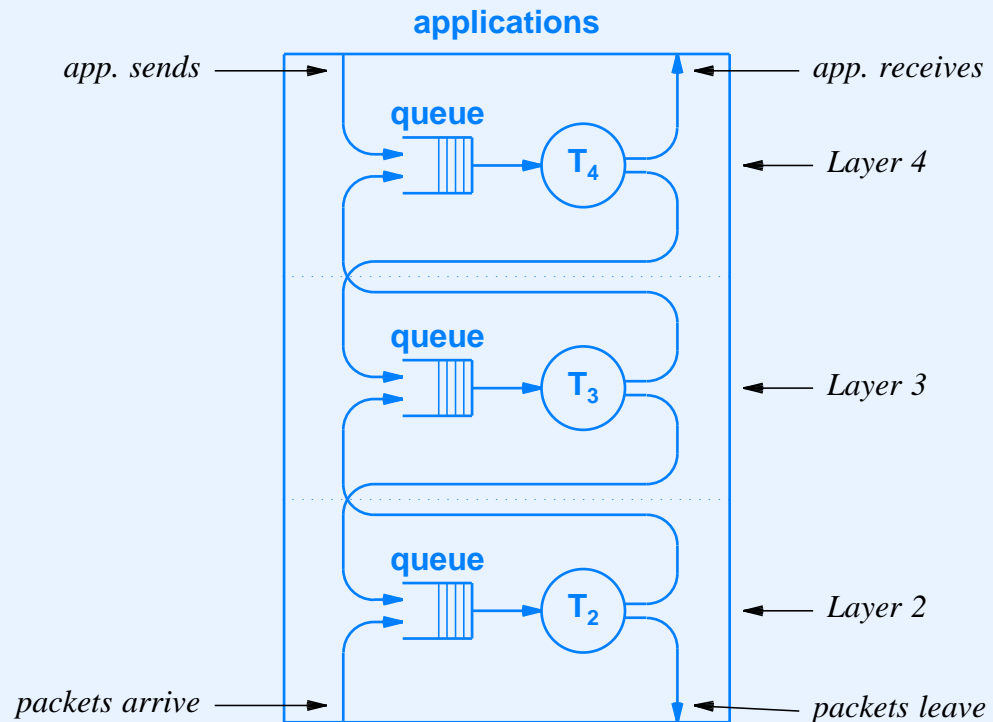 applications
app. sends
app. receives
queue
T4
Layer 4
queue
T3
Layer 3
queue
T2
Layer 2
packets arrive
packets leave